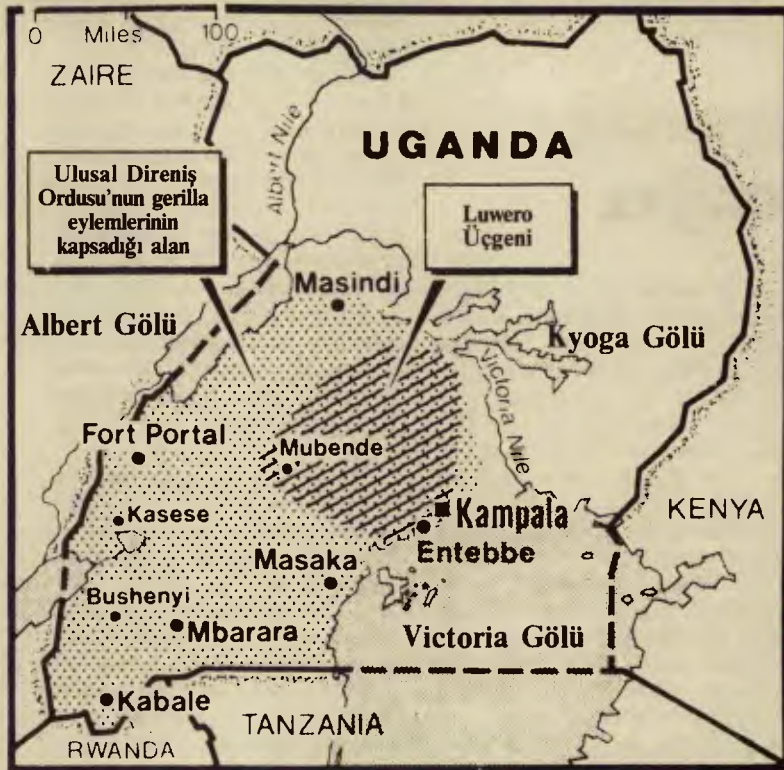 0 Miles 100
ZAIRE
Albert Nile
UGANDA
Ulusal Direniş
Ordusu'nun gerilla
eylemlerinin
kapsadığı alan
Luwero
Üçgeni
Masindi
Albert Gölü
Kyoga Gölü
Victoria Nile
Fort Portal
Mubende
Kasese
Kampala
KENYA
Entebbe
Masaka
Bushenyi
Mbarara
Victoria Gölü
Kabale
TANZANIA
RWANDA